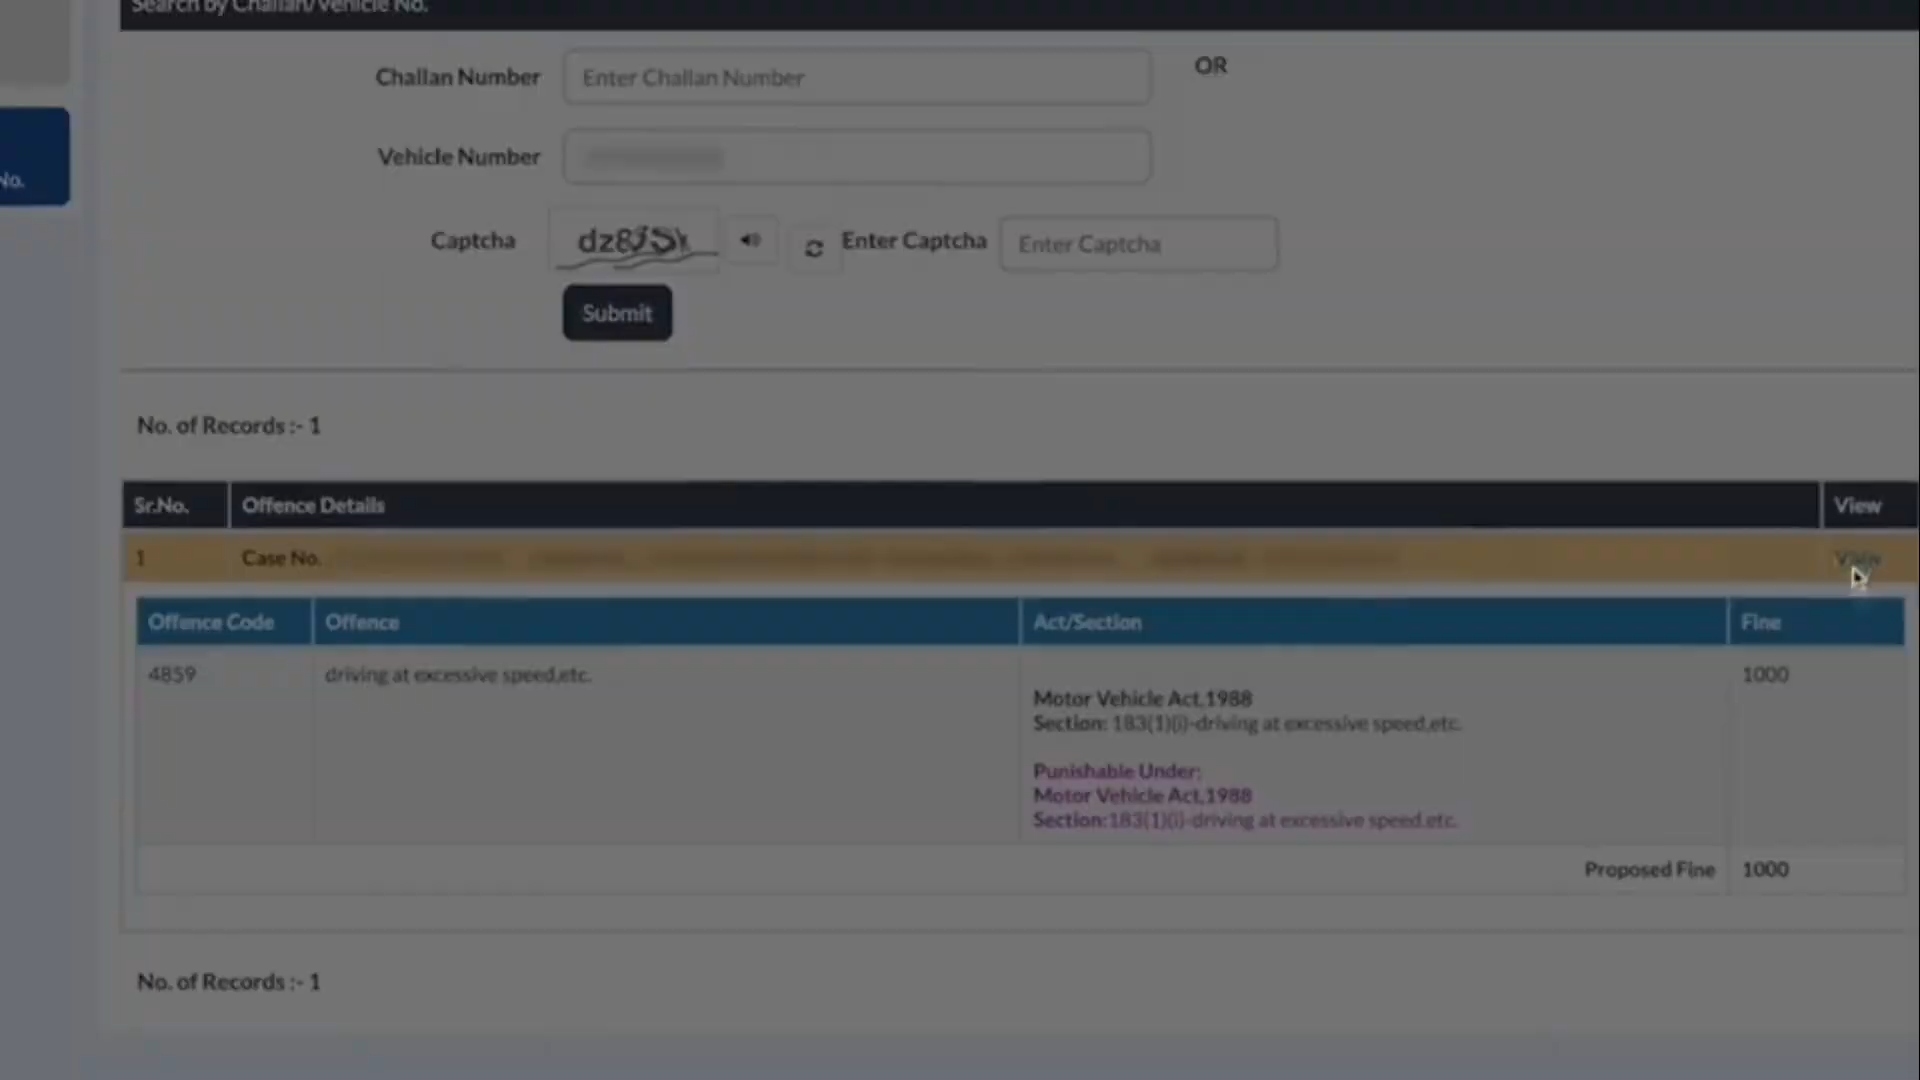 Search by Challan/Vehicle No.
Challan Number
Enter Challan Number
OR
No.
Vehicle Number
Captcha
Enter Captcha
Enter Captcha
Submit
No. of Records :- 1
Sr.No.
Offence Details
View
1
Case No.
View
Offence Code
Offence
Act/Section
Fine
4859
driving at excessive speed,etc.
1000
Motor Vehicle Act,1988
Section: 183(1)(i)-driving at excessive speed,etc.
Punishable Under:
Motor Vehicle Act,1988
Section:183(1)(i)-driving at excessive speed,etc.
Proposed Fine
1000
No. of Records :- 1